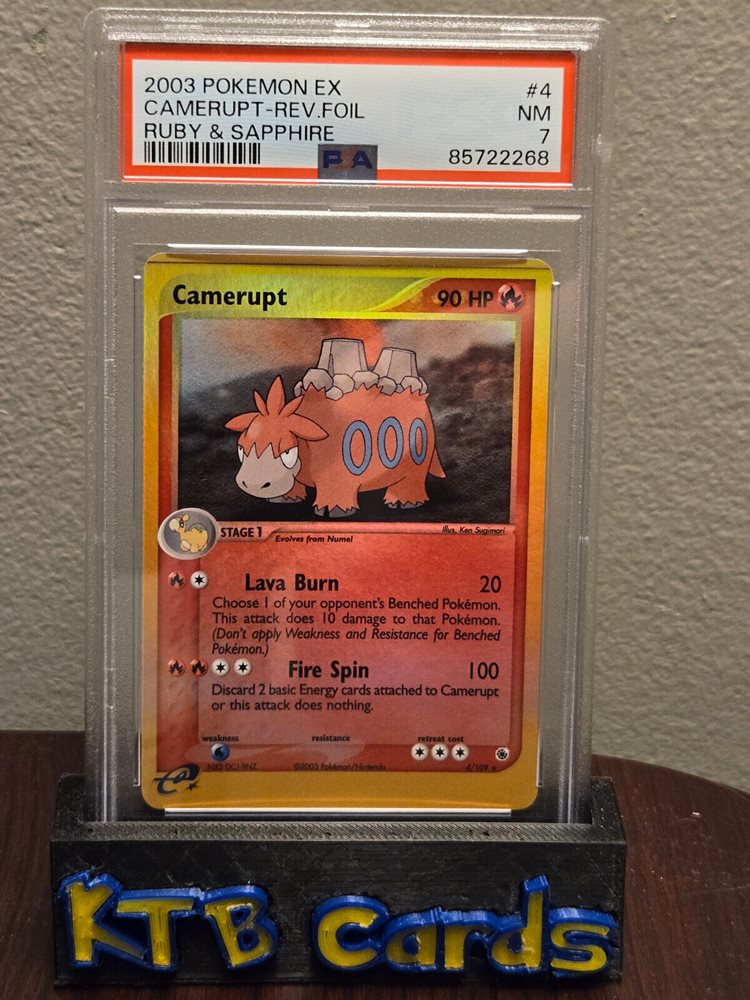 2003 POKEMON EX #4
CAMERUPT-REV.FOIL NM
RUBY & SAPPHIRE 7
PSA 85722268
Camerupt 90 HP
STAGE 1 Evolves from Numel Illus. Ken Sugimori
Lava Burn 20
Choose 1 of your opponent's Benched Pokémon.
This attack does 10 damage to that Pokémon.
(Don't apply Weakness and Resistance for Benched
Pokémon.)
Fire Spin 100
Discard 2 basic Energy cards attached to Camerupt
or this attack does nothing.
weakness resistance retreat cost
©2003 Pokémon/Nintendo 4/109 ★
KTB Cards